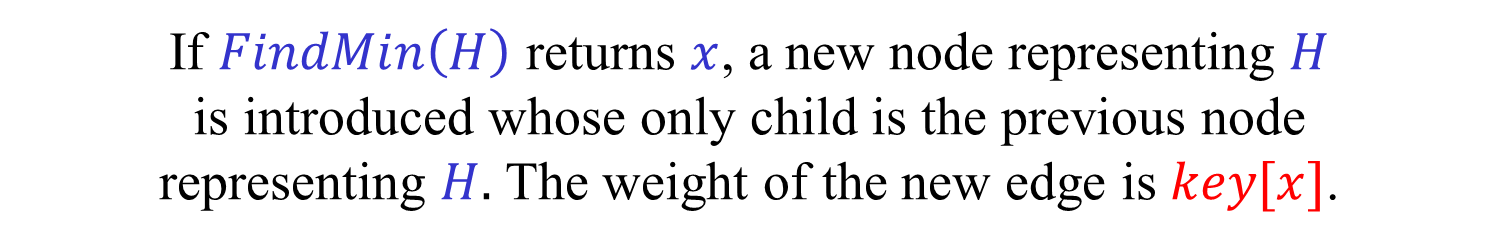 If FindMin(H) returns x, a new node representing H
is introduced whose only child is the previous node
representing H. The weight of the new edge is key[x].